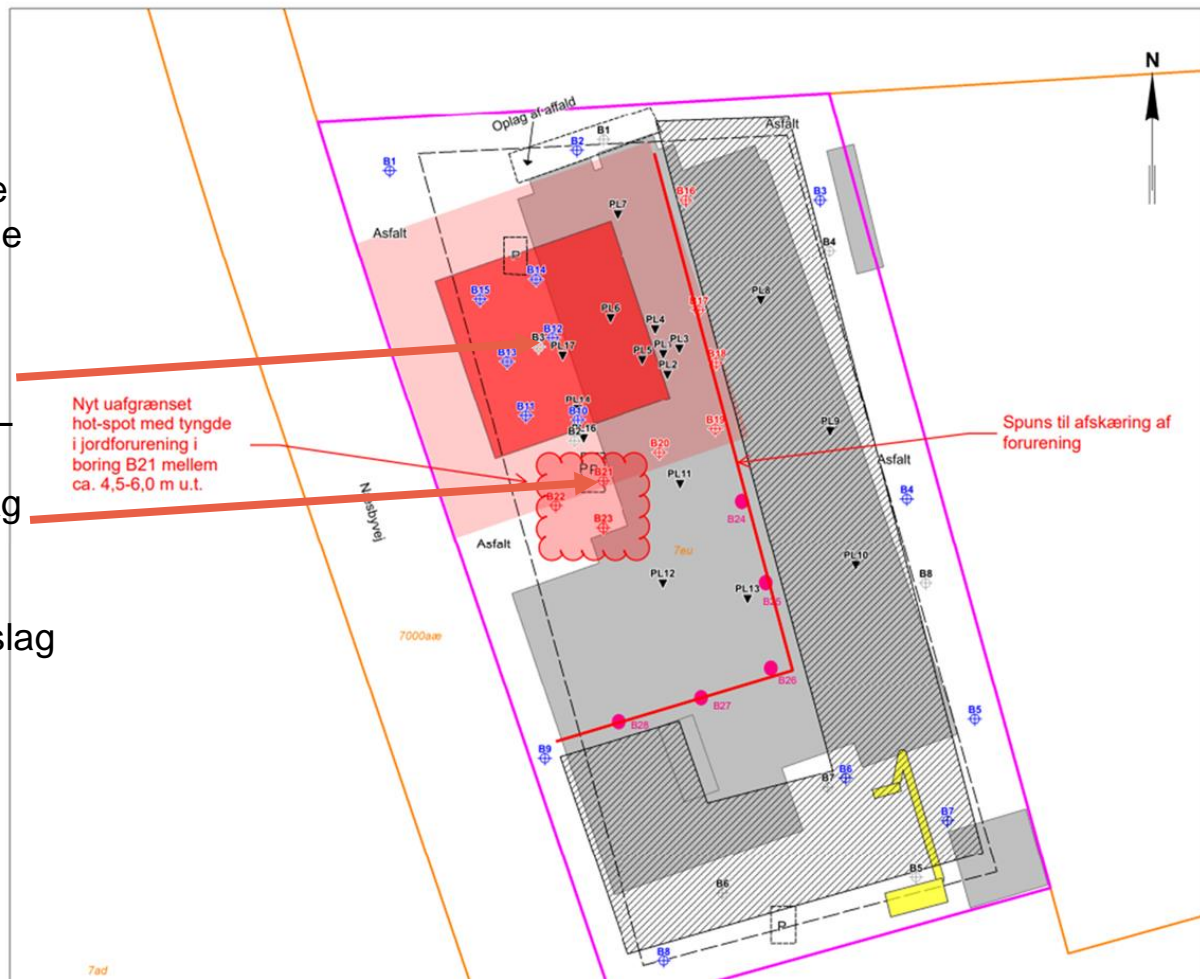 N
Oplag af affald
Asfalt
B1
B2
B1
B3
B16
PL7
B4
Asfalt
P
B14
B15
PL8
B17
PL6
PL4
B12
B3
PL1
PL3
PL17
PL5
B18
B13
PL2
PL14
B11
B10
B2
PL16
B19
PL9
Nyt uafgrænset
hot-spot med tyngde
i jordforurening i
boring B21 mellem
ca. 4,5-6,0 m u.t.
Spuns til afskæring af
forurening
B20
PP
B21
PL11
Asfalt
B22
B24
B4
B23
Asfalt
7eu
PL10
PL12
PL13
B25
B8
7000aæ
slag
B26
B27
B28
B5
B9
B7
B6
B7
B5
B6
P
B8
7ad